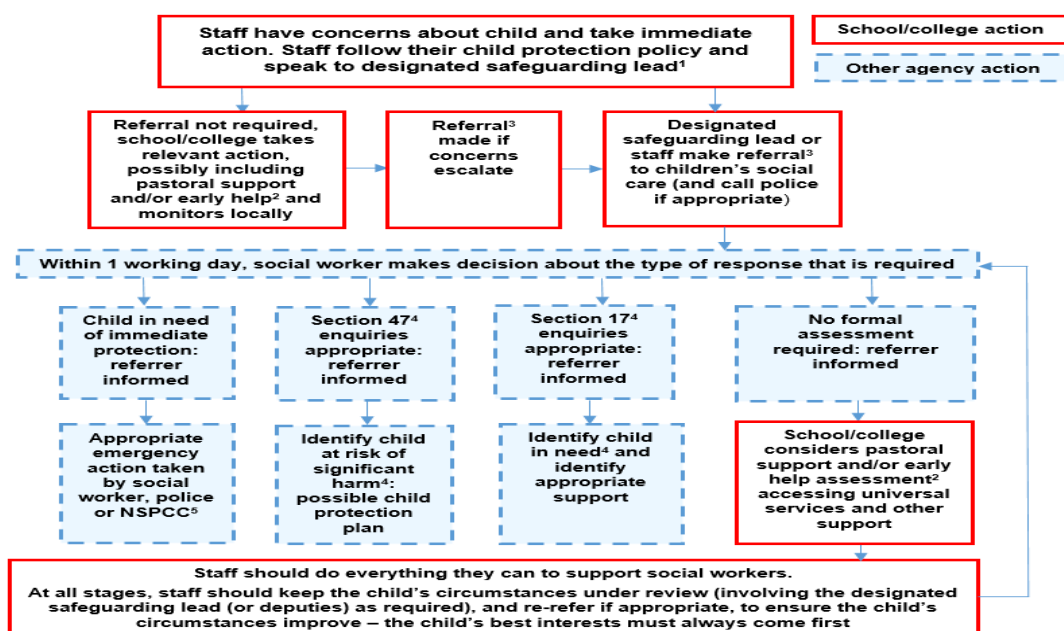 Staff have concerns about child and take immediate
action. Staff follow their child protection policy and
speak to designated safeguarding lead¹
School/college action
Other agency action
Referral not required,
school/college takes
relevant action,
possibly including
pastoral support
and/or early help² and
monitors locally
Referral³
made if
concerns
escalate
Designated
safeguarding lead or
staff make referral³
to children's social
care (and call police
if appropriate)
Within 1 working day, social worker makes decision about the type of response that is required
Child in need
of immediate
protection:
referrer
informed
Section 47⁴
enquiries
appropriate:
referrer
informed
Section 17⁴
enquiries
appropriate:
referrer
informed
No formal
assessment
required: referrer
informed
Appropriate
emergency
action taken
by social
worker, police
or NSPCC⁵
Identify child
at risk of
significant
harm⁴:
possible child
protection
plan
Identify child
in need⁴ and
identify
appropriate
support
School/college
considers pastoral
support and/or early
help assessment²
accessing universal
services and other
support
Staff should do everything they can to support social workers.
At all stages, staff should keep the child's circumstances under review (involving the designated
safeguarding lead (or deputies) as required), and re-refer if appropriate, to ensure the child's
circumstances improve – the child's best interests must always come first